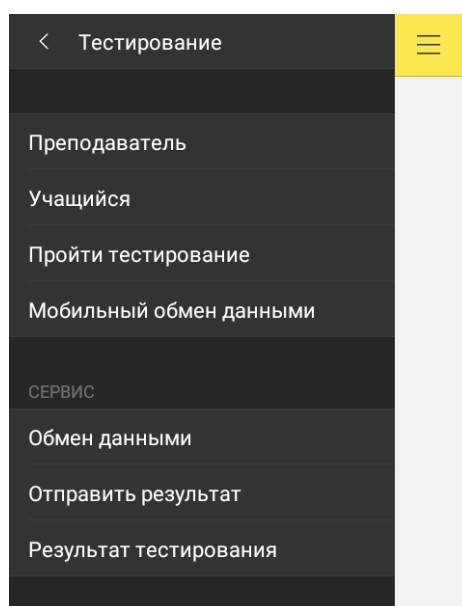 Тестирование
Преподаватель
Учащийся
Пройти тестирование
Мобильный обмен данными
СЕРВИС
Обмен данными
Отправить результат
Результат тестирования